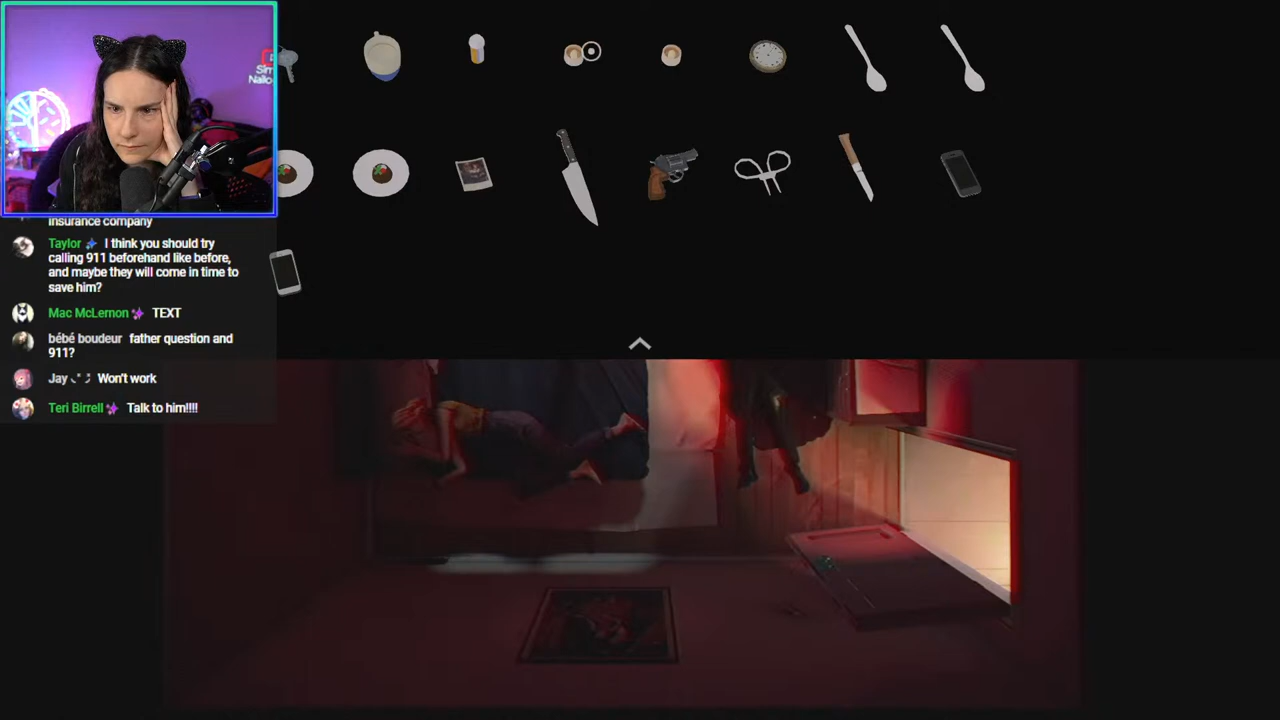 insurance company
Taylor I think you should try
calling 911 beforehand like before,
and maybe they will come in time to
save him?
Mac McLernon TEXT
bébé boudeur father question and
911?
Jay Won't work
Teri Birrell Talk to him!!!!